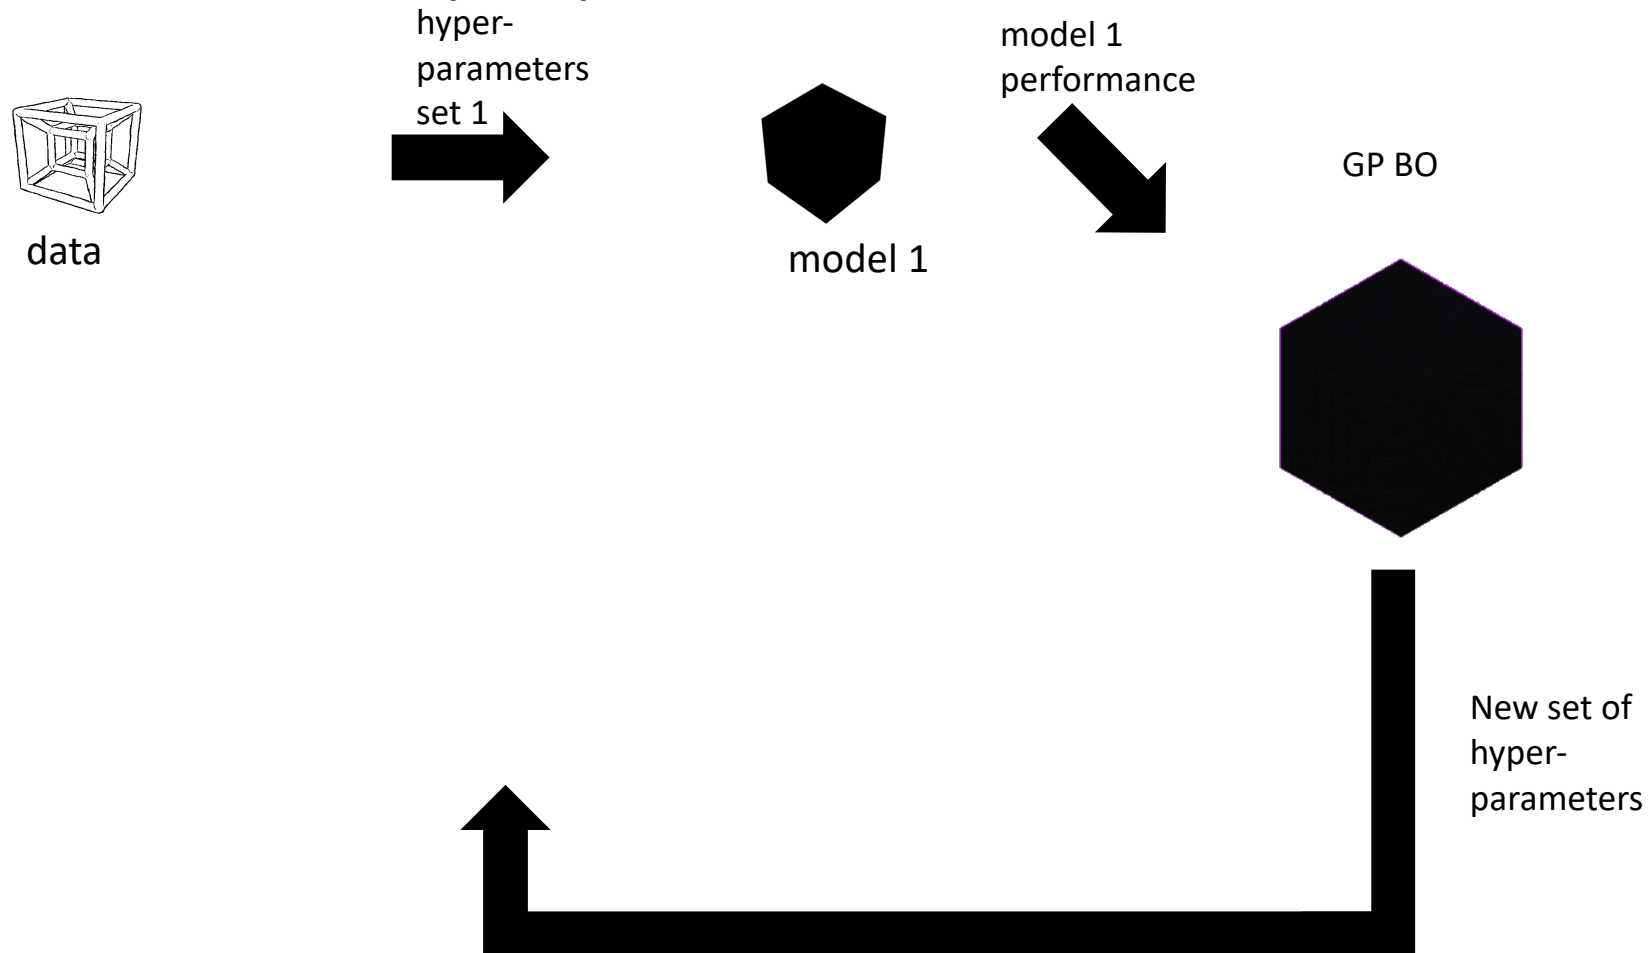 hyper-
parameters
set 1
data
model 1
model 1
performance
GP BO
New set of
hyper-
parameters